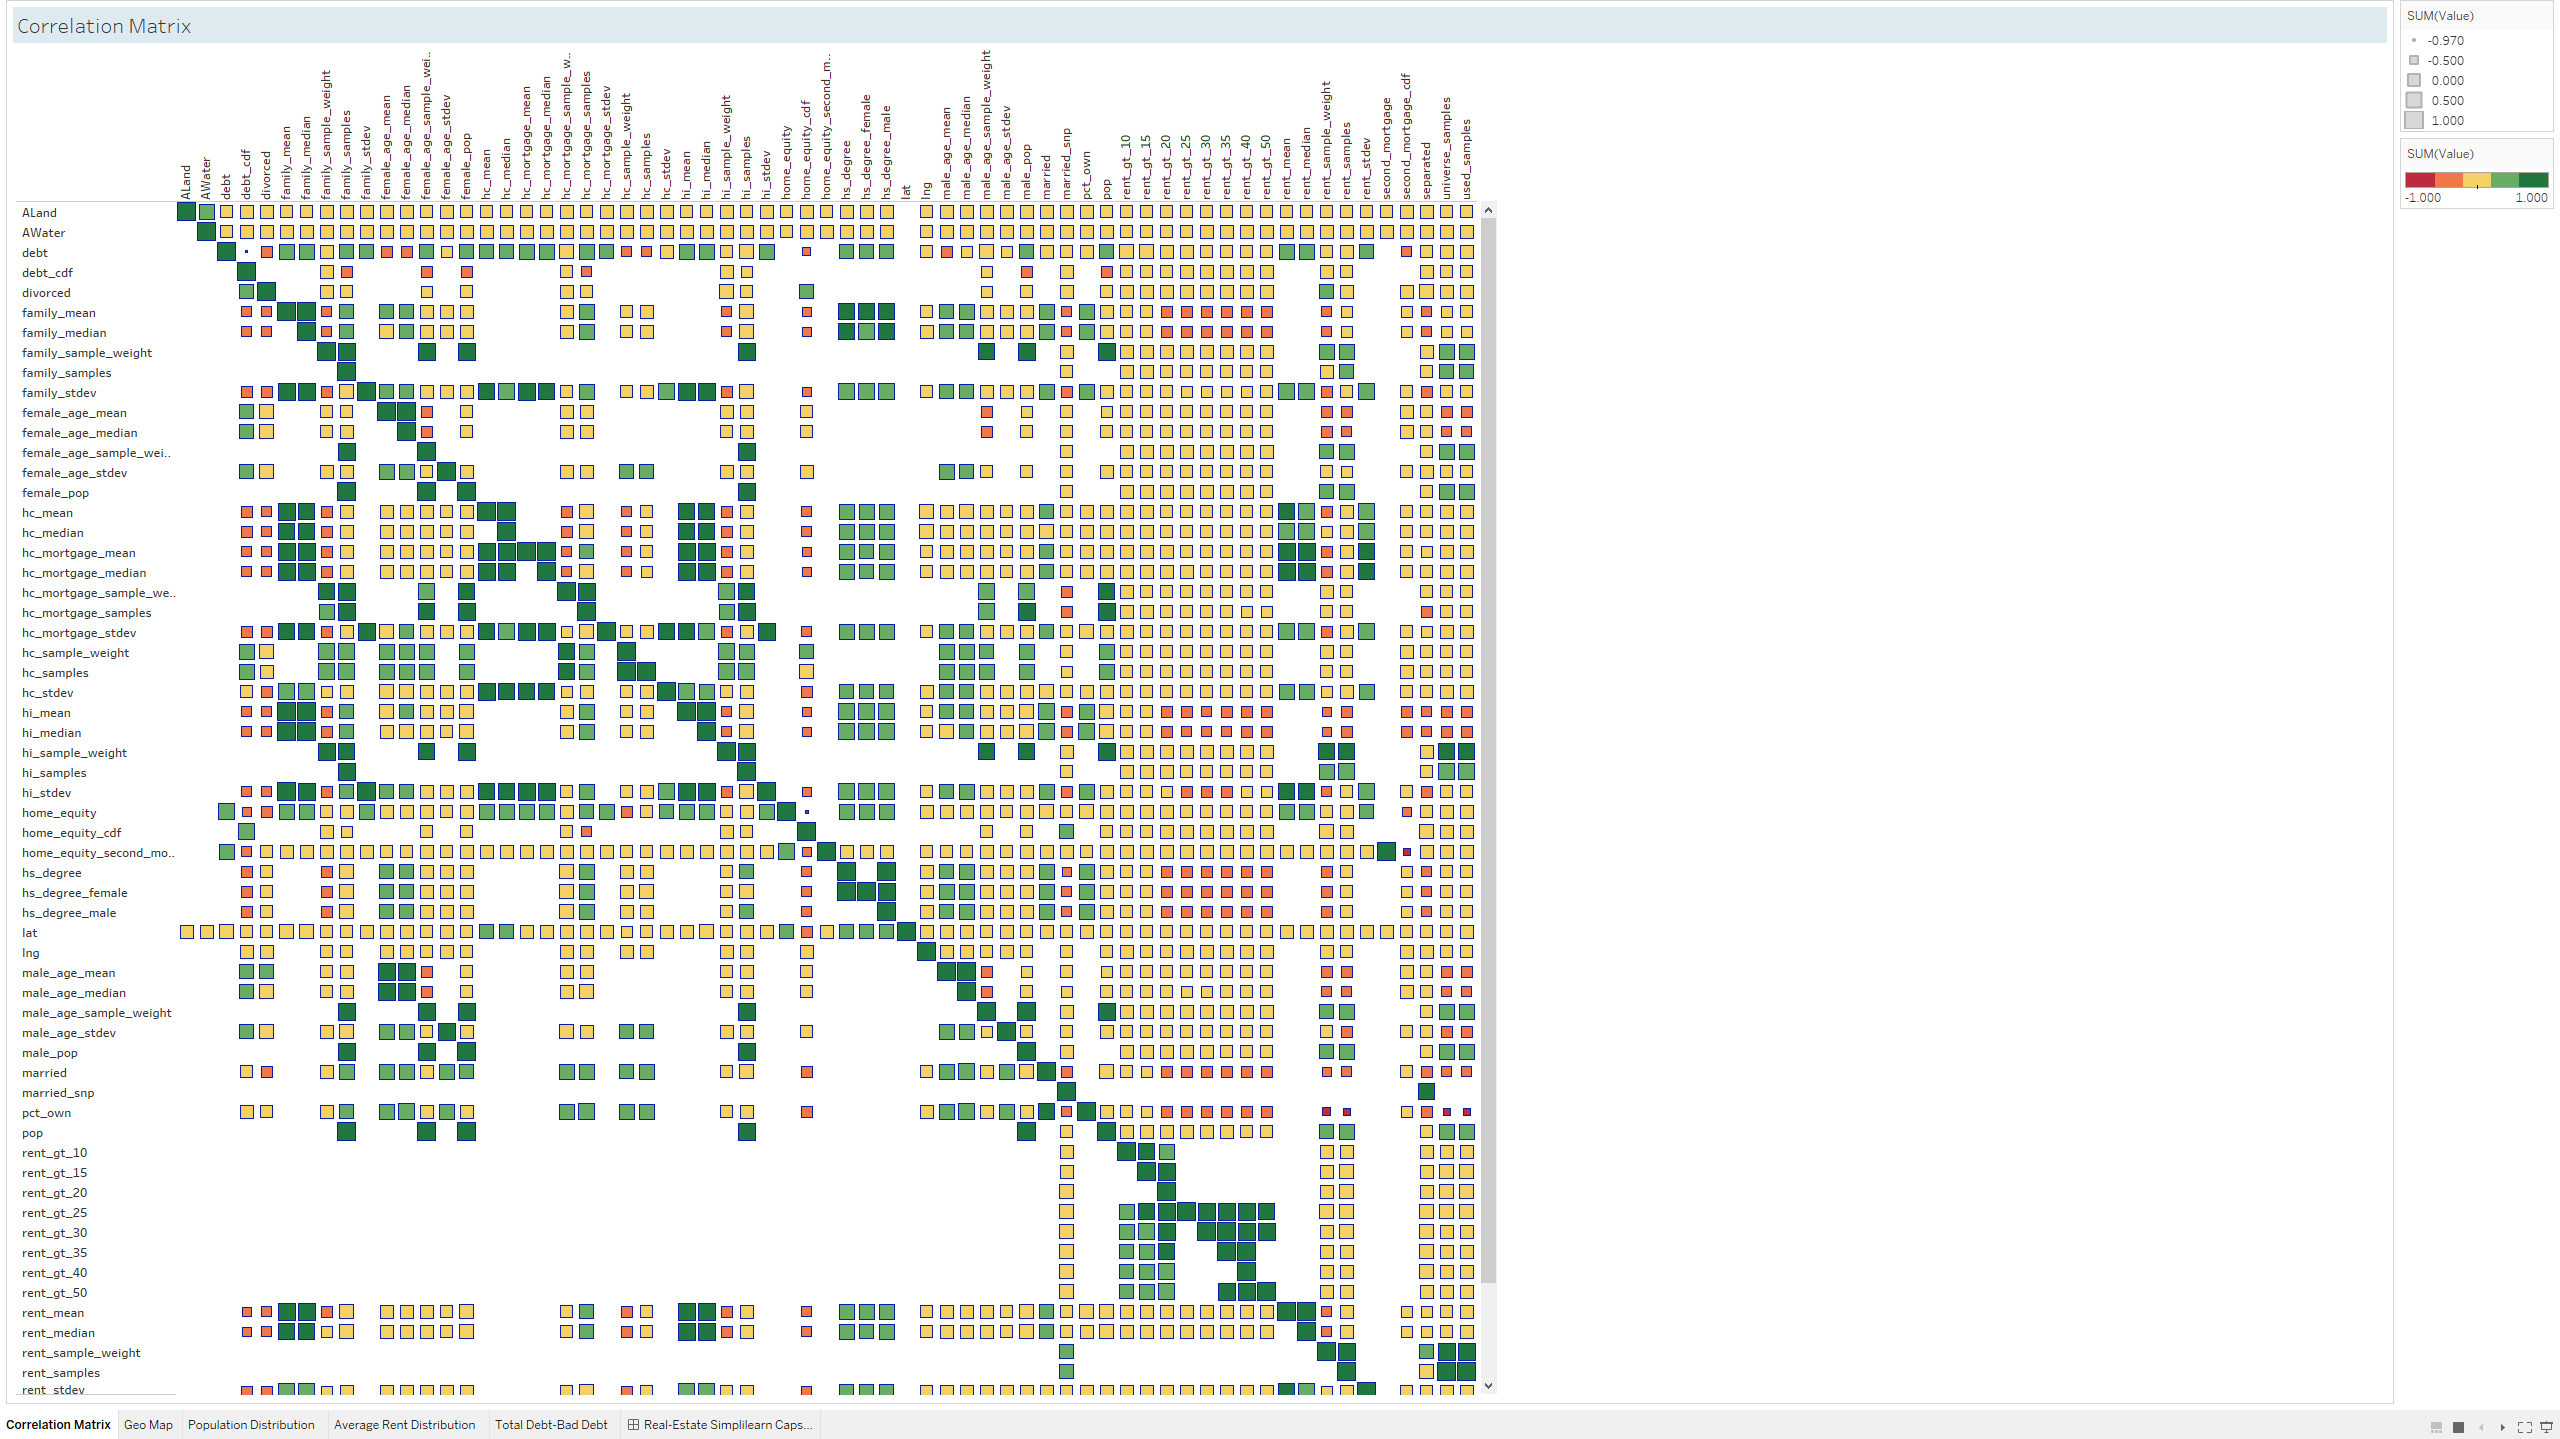 Correlation Matrix
SUM(Value)
-0.970
-0.500
0.000
0.500
1.000
SUM(Value)
-1.000 1.000
ALand
AWater
debt
debt_cdf
divorced
family_mean
family_median
family_sample_weight
family_samples
family_stdev
female_age_mean
female_age_median
female_age_sample_wei..
female_age_stdev
female_pop
hc_mean
hc_median
hc_mortgage_mean
hc_mortgage_median
hc_mortgage_sample_w..
hc_mortgage_samples
hc_mortgage_stdev
hc_sample_weight
hc_samples
hc_stdev
hi_mean
hi_median
hi_sample_weight
hi_samples
hi_stdev
home_equity
home_equity_cdf
home_equity_second_m..
hs_degree
hs_degree_female
hs_degree_male
lat
lng
male_age_mean
male_age_median
male_age_sample_weight
male_age_stdev
male_pop
married
married_snp
pct_own
pop
rent_gt_10
rent_gt_15
rent_gt_20
rent_gt_25
rent_gt_30
rent_gt_35
rent_gt_40
rent_gt_50
rent_mean
rent_median
rent_sample_weight
rent_samples
rent_stdev
second_mortgage
second_mortgage_cdf
separated
universe_samples
used_samples
ALand
AWater
debt
debt_cdf
divorced
family_mean
family_median
family_sample_weight
family_samples
family_stdev
female_age_mean
female_age_median
female_age_sample_wei..
female_age_stdev
female_pop
hc_mean
hc_median
hc_mortgage_mean
hc_mortgage_median
hc_mortgage_sample_we..
hc_mortgage_samples
hc_mortgage_stdev
hc_sample_weight
hc_samples
hc_stdev
hi_mean
hi_median
hi_sample_weight
hi_samples
hi_stdev
home_equity
home_equity_cdf
home_equity_second_mo..
hs_degree
hs_degree_female
hs_degree_male
lat
lng
male_age_mean
male_age_median
male_age_sample_weight
male_age_stdev
male_pop
married
married_snp
pct_own
pop
rent_gt_10
rent_gt_15
rent_gt_20
rent_gt_25
rent_gt_30
rent_gt_35
rent_gt_40
rent_gt_50
rent_mean
rent_median
rent_sample_weight
rent_samples
rent_stdev
Correlation Matrix Geo Map Population Distribution Average Rent Distribution Total Debt-Bad Debt Real-Estate Simplilearn Caps...